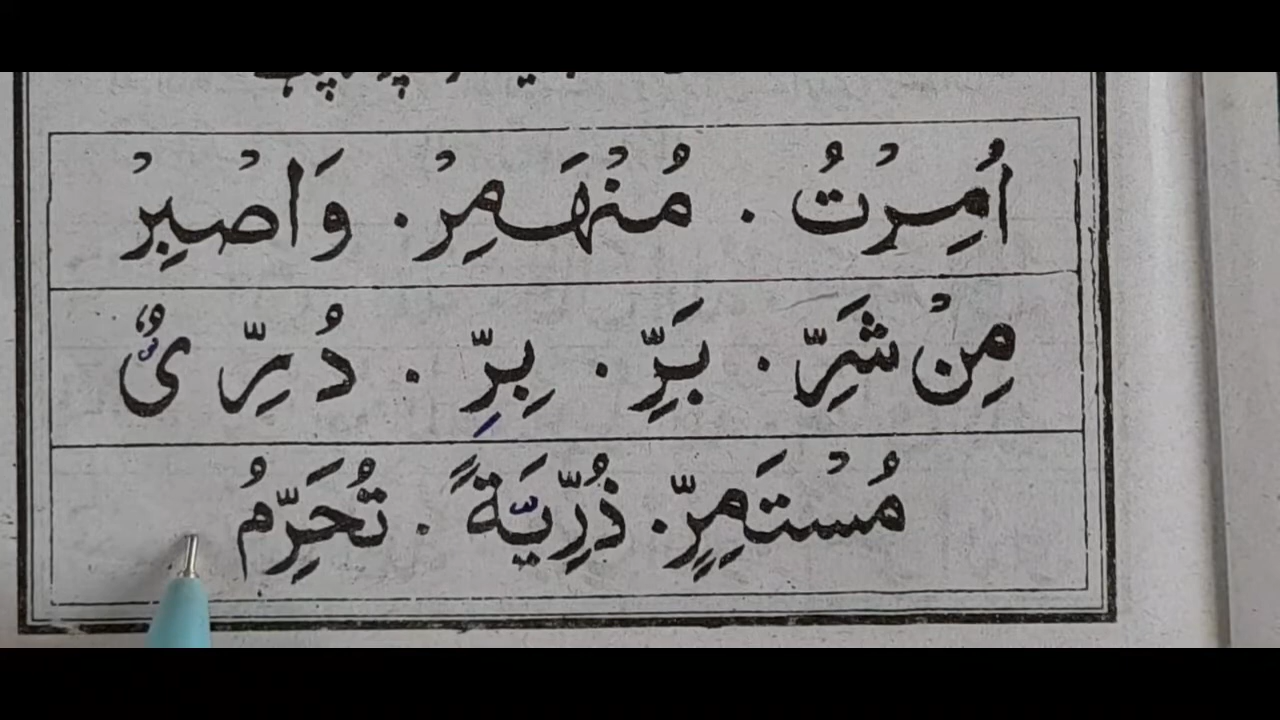 اُمِرْتُ . مُنْهَمِرْ . وَاصْبِرْ
مِنْ شَرِّ . بَرِّ . بِرِّ . دُرِّىٌّ
مُسْتَمِرٍّ . ذُرِّيَّةً . تُحَرِّمُ